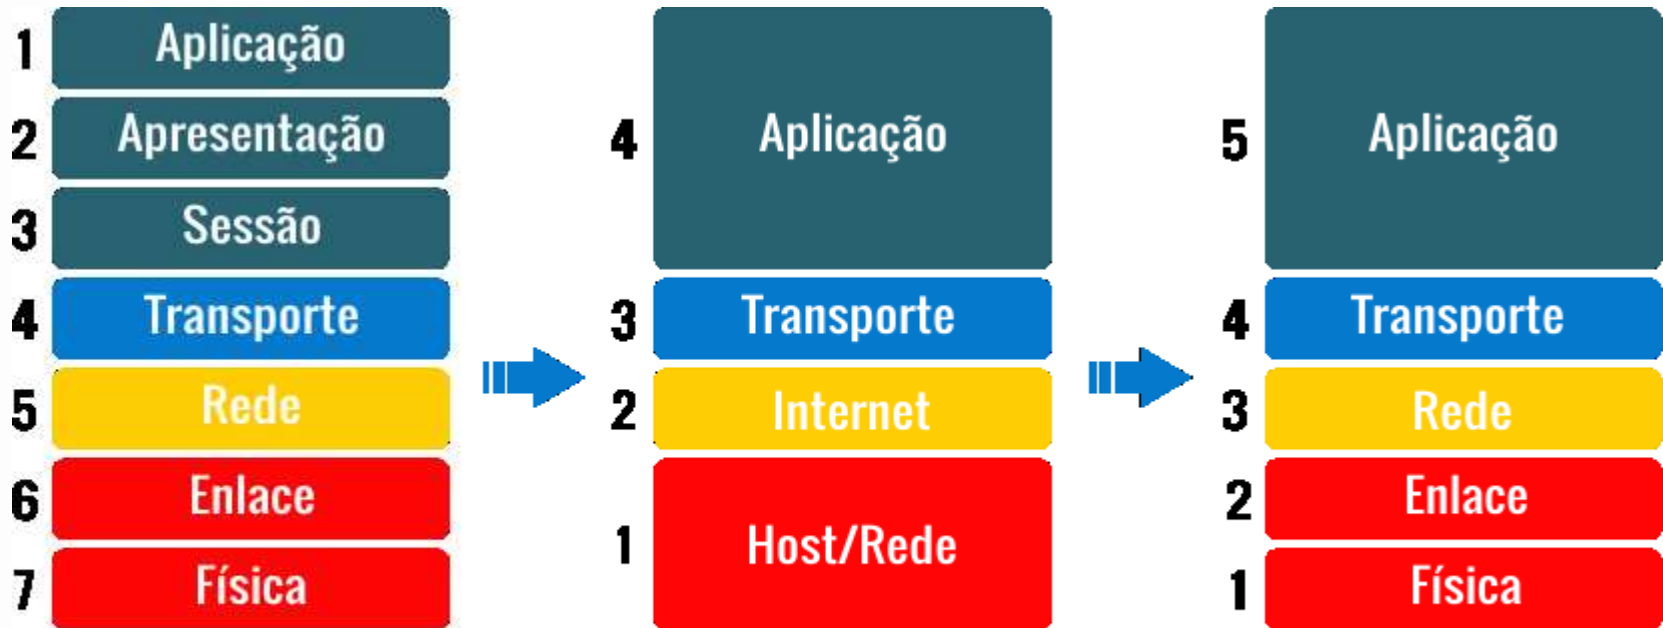 1 Aplicação
2 Apresentação
3 Sessão
4 Transporte
5 Rede
6 Enlace
7 Física
4 Aplicação
3 Transporte
2 Internet
1 Host/Rede
5 Aplicação
4 Transporte
3 Rede
2 Enlace
1 Física